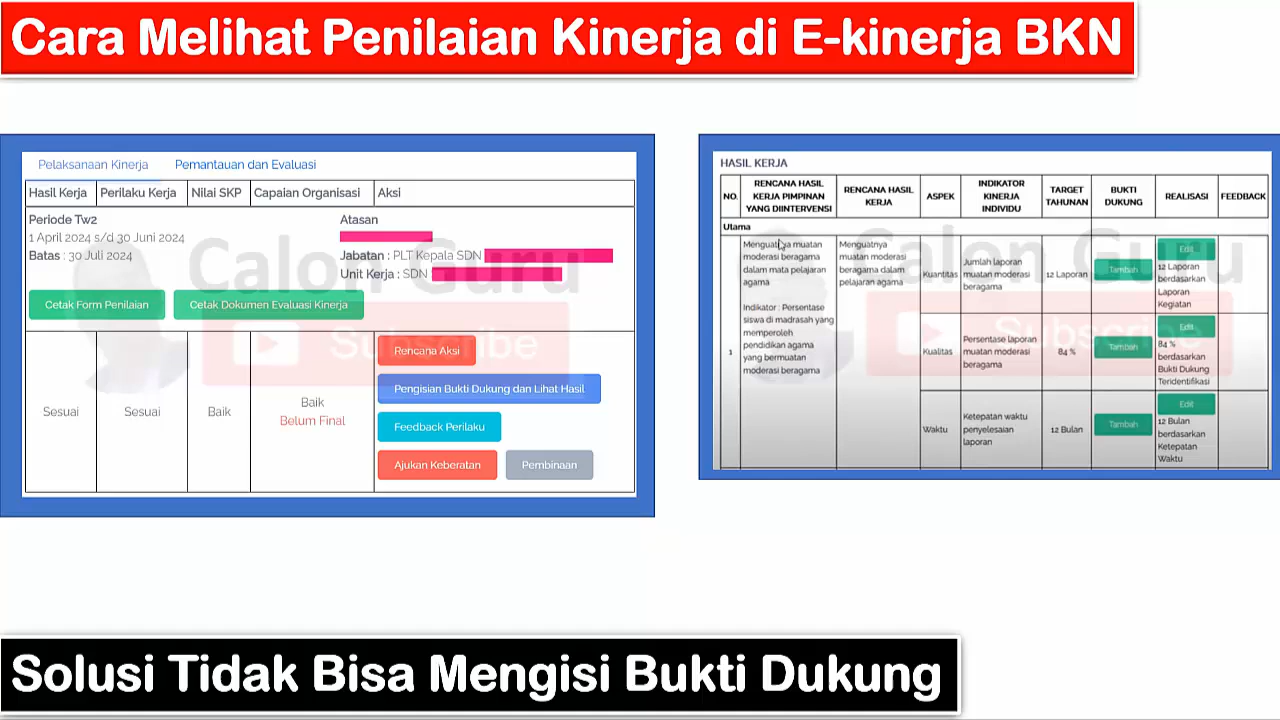 Cara Melihat Penilaian Kinerja di E-kinerja BKN
Pelaksanaan Kinerja Pemantauan dan Evaluasi
Hasil Kerja Perilaku Kerja Nilai SKP Capaian Organisasi Aksi
Periode Tw2
1 April 2024 s/d 30 Juni 2024
Batas : 30 Juli 2024
Atasan
Jabatan : PLT Kepala SDN
Unit Kerja : SDN
Cetak Form Penilaian Cetak Dokumen Evaluasi Kinerja
Sesuai Sesuai Baik
Baik
Belum Final
Rencana Aksi
Pengisian Bukti Dukung dan Lihat Hasil
Feedback Perilaku
Ajukan Keberatan Pembinaan
Calon Guru
Subscribe
HASIL KERJA
NO.
RENCANA HASIL
KERJA PIMPINAN
YANG DIINTERVENSI
RENCANA HASIL
KERJA
ASPEK
INDIKATOR
KINERJA
INDIVIDU
TARGET
TAHUNAN
BUKTI
DUKUNG
REALISASI
FEEDBACK
Utama
1
Menguatnya muatan
moderasi beragama
dalam mata pelajaran
agama
Indikator : Persentase
siswa di madrasah yang
memperoleh
pendidikan agama
yang bermuatan
moderasi beragama
Menguatnya
muatan moderasi
beragama dalam
pelajaran agama
Kuantitas
Jumlah laporan
muatan moderasi
beragama
12 Laporan
Tambah
Edit
12 Laporan
berdasarkan
Laporan
Kegiatan
Kualitas
Persentase laporan
muatan moderasi
beragama
84 %
Tambah
Edit
84 %
berdasarkan
Bukti Dukung
Teridentifikasi
Waktu
Ketepatan waktu
penyelesaian
laporan
12 Bulan
Tambah
Edit
12 Bulan
berdasarkan
Ketepatan
Waktu
Calon Guru
Subscribe
Solusi Tidak Bisa Mengisi Bukti Dukung